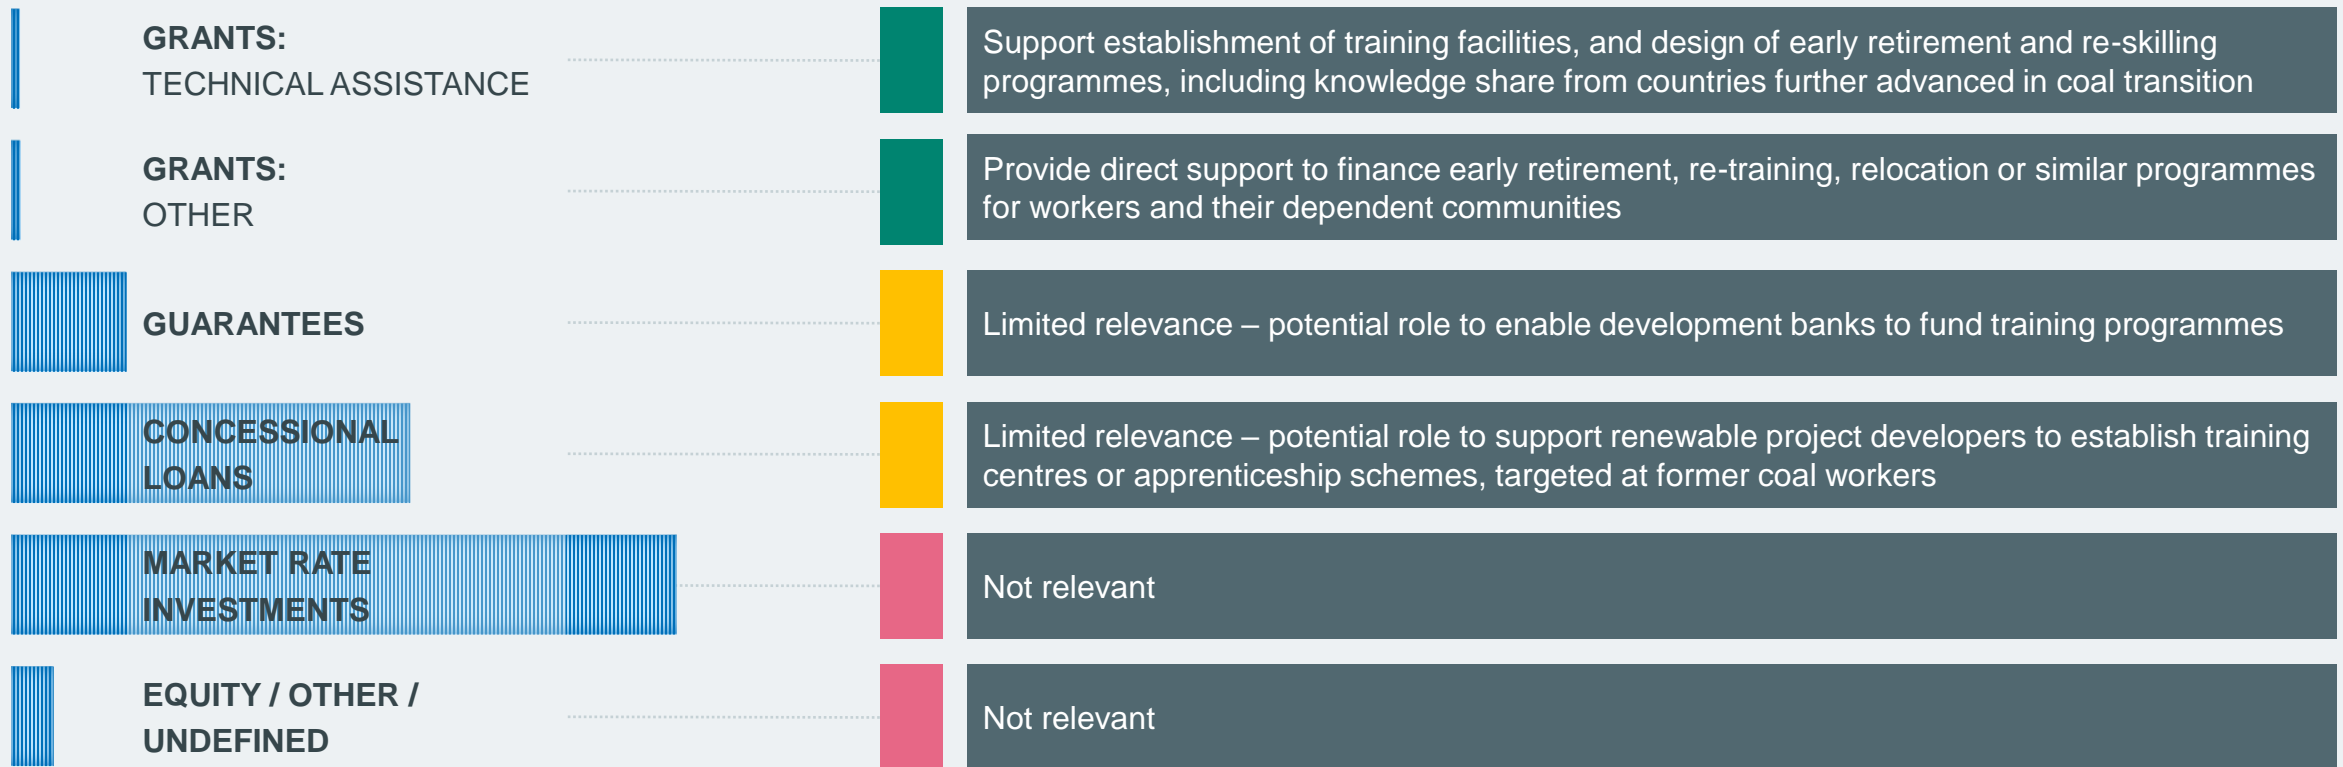 GRANTS:
TECHNICAL ASSISTANCE
Support establishment of training facilities, and design of early retirement and re-skilling
programmes, including knowledge share from countries further advanced in coal transition
GRANTS:
OTHER
Provide direct support to finance early retirement, re-training, relocation or similar programmes
for workers and their dependent communities
GUARANTEES
Limited relevance – potential role to enable development banks to fund training programmes
CONCESSIONAL
LOANS
Limited relevance – potential role to support renewable project developers to establish training
centres or apprenticeship schemes, targeted at former coal workers
MARKET RATE
INVESTMENTS
Not relevant
EQUITY / OTHER /
UNDEFINED
Not relevant